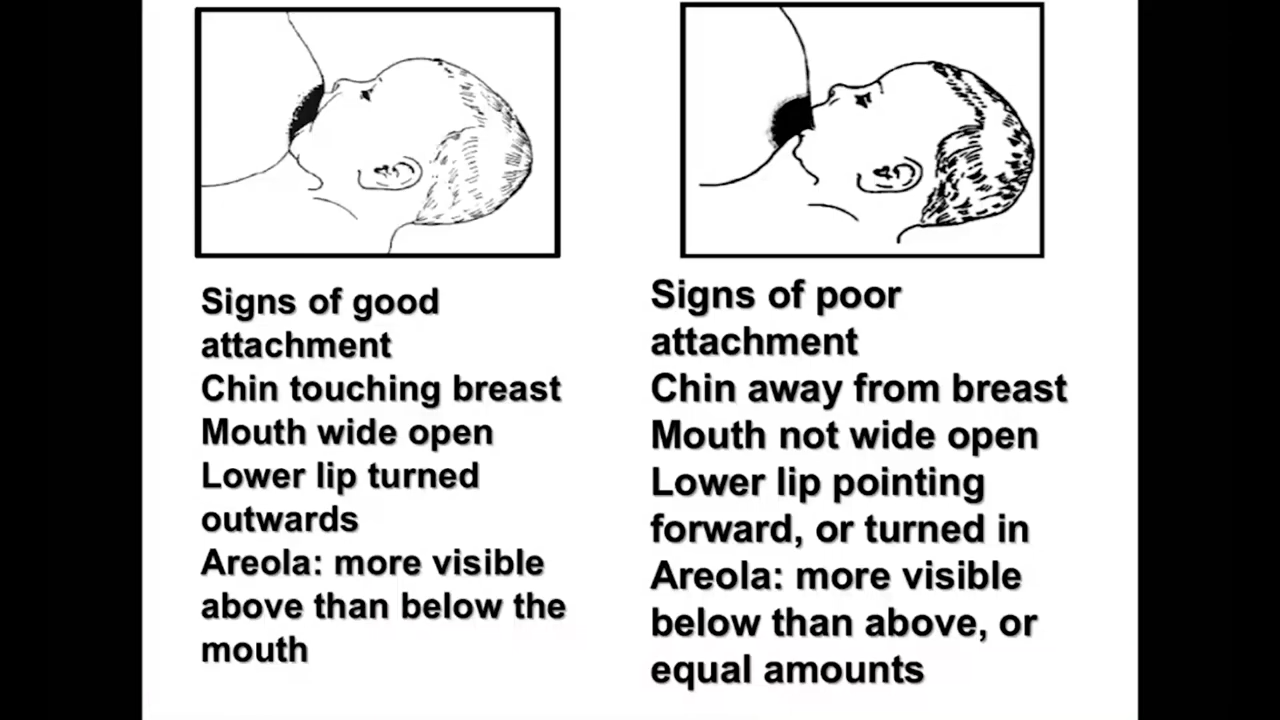 Signs of good
attachment
Chin touching breast
Mouth wide open
Lower lip turned
outwards
Areola: more visible
above than below the
mouth
Signs of poor
attachment
Chin away from breast
Mouth not wide open
Lower lip pointing
forward, or turned in
Areola: more visible
below than above, or
equal amounts